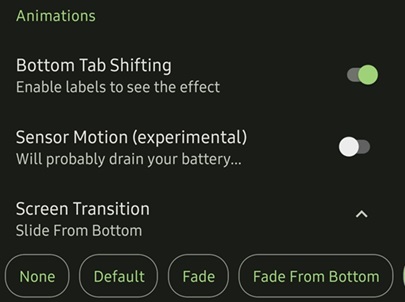 Animations
Bottom Tab Shifting
Enable labels to see the effect
Sensor Motion (experimental)
Will probably drain your battery...
Screen Transition
Slide From Bottom
None Default Fade Fade From Bottom